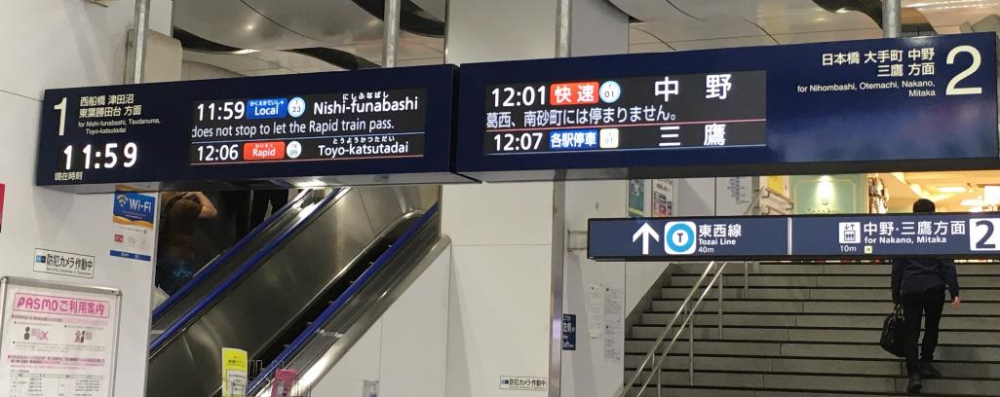 1
西船橋 津田沼
東葉勝田台 方面
for Nishi-funabashi, Tsudanuma,
Toyo-katsutadai
11:59
現在時刻
11:59 かくえきていしゃ Local T 23 にしふなばし Nishi-funabashi
does not stop to let the Rapid train pass.
12:06 かいそく Rapid T 09 とうようかつただい Toyo-katsutadai
12:01 快速 T 01 中野
葛西、南砂町には停まりません。
12:07 各駅停車 T 01 三鷹
日本橋 大手町 中野
三鷹 方面
for Nihombashi, Otemachi, Nakano,
Mitaka
2
T 東西線
Tozai Line
40m
中野・三鷹方面
for Nakano, Mitaka
10m
2
Wi-Fi
防犯カメラ作動中
Security Camera in Operation
PASMOご利用案内
防犯カメラ作動中